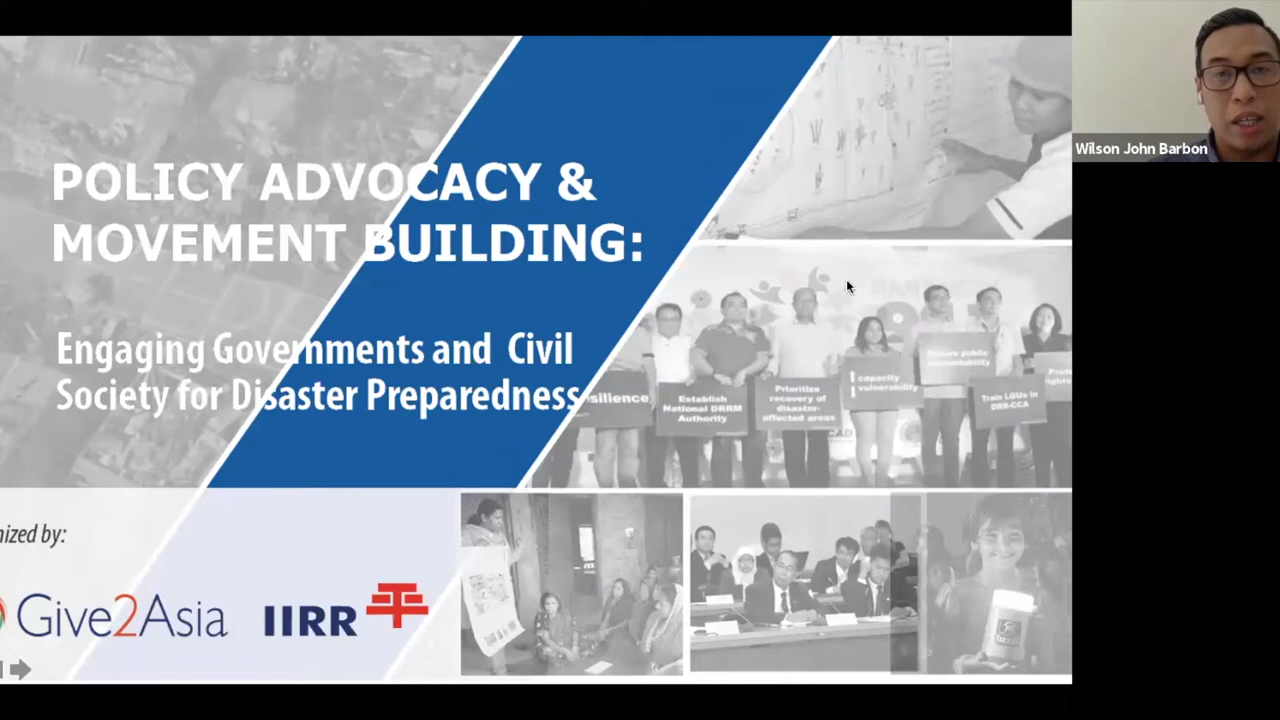 POLICY ADVOCACY &
MOVEMENT BUILDING:
Engaging Governments and Civil
Society for Disaster Preparedness
Wilson John Barbon
silience
Establish
National DRRM
Authority
Prioritize
recovery of
disaster-
affected areas
capacity
vulnerability
Ensure public
accountability
Train LGUs in
DRR-CCA
nized by:
Give2Asia
IIRR